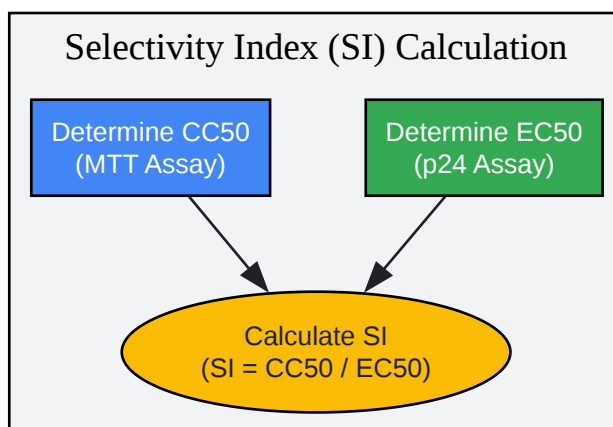 Selectivity Index (SI) Calculation
Determine CC50
(MTT Assay)
Determine EC50
(p24 Assay)
Calculate SI
(SI = CC50 / EC50)